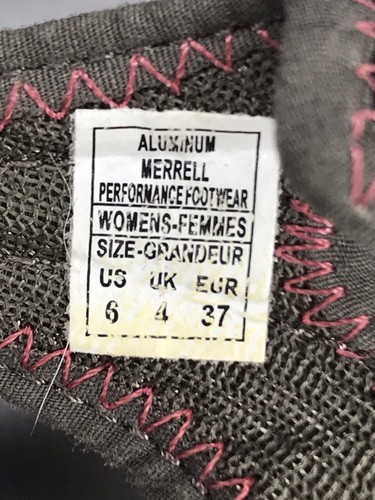 ALUMINUM
MERRELL
PERFORMANCE FOOTWEAR
WOMENS-FEMMES
SIZE-GRANDEUR
US UK EUR
6 4 37